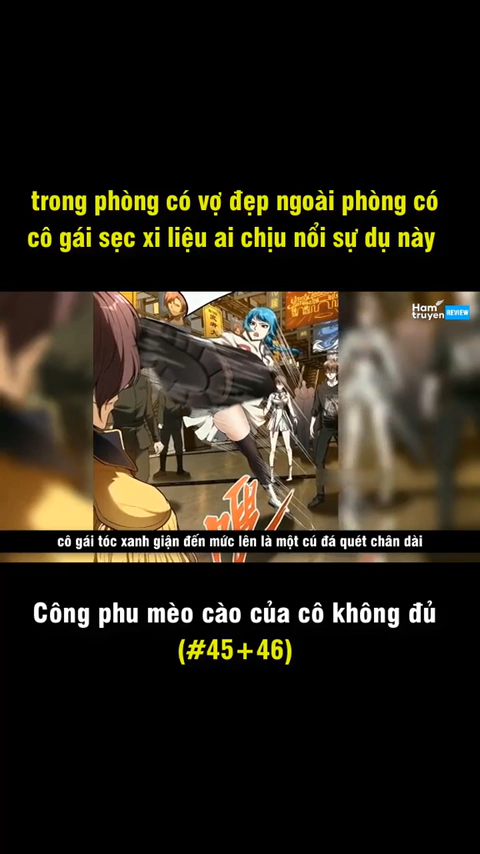 trong phòng có vợ đẹp ngoài phòng có
cô gái sẹc xi liệu ai chịu nổi sự dụ này
Ham
truyen
REVIEW
cô gái tóc xanh giận đến mức lên là một cú đá quét chân dài
Công phu mèo cào của cô không đủ
(#45+46)